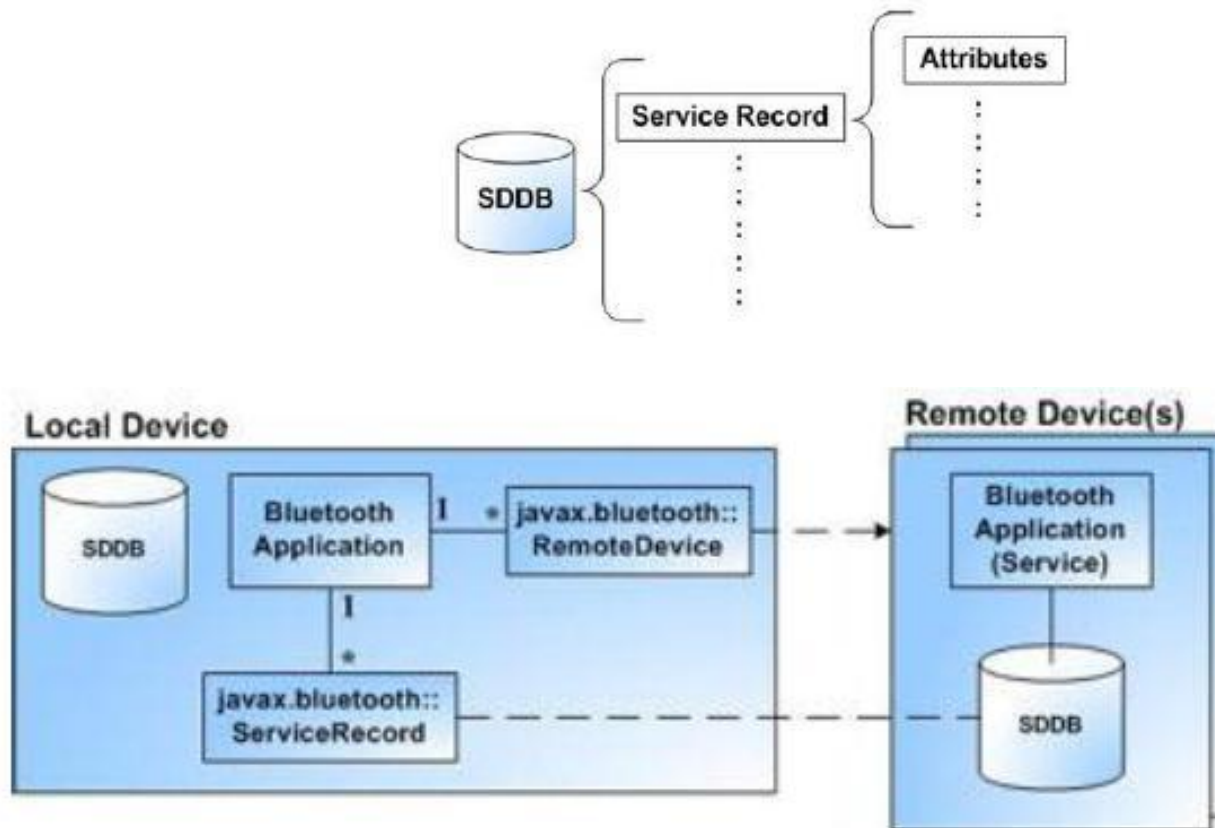 Attributes
Service Record
SDDB
Local Device
Remote Device(s)
SDDB
Bluetooth
Application
1
*
javax.bluetooth::
RemoteDevice
Bluetooth
Application
(Service)
1
*
javax.bluetooth::
ServiceRecord
SDDB